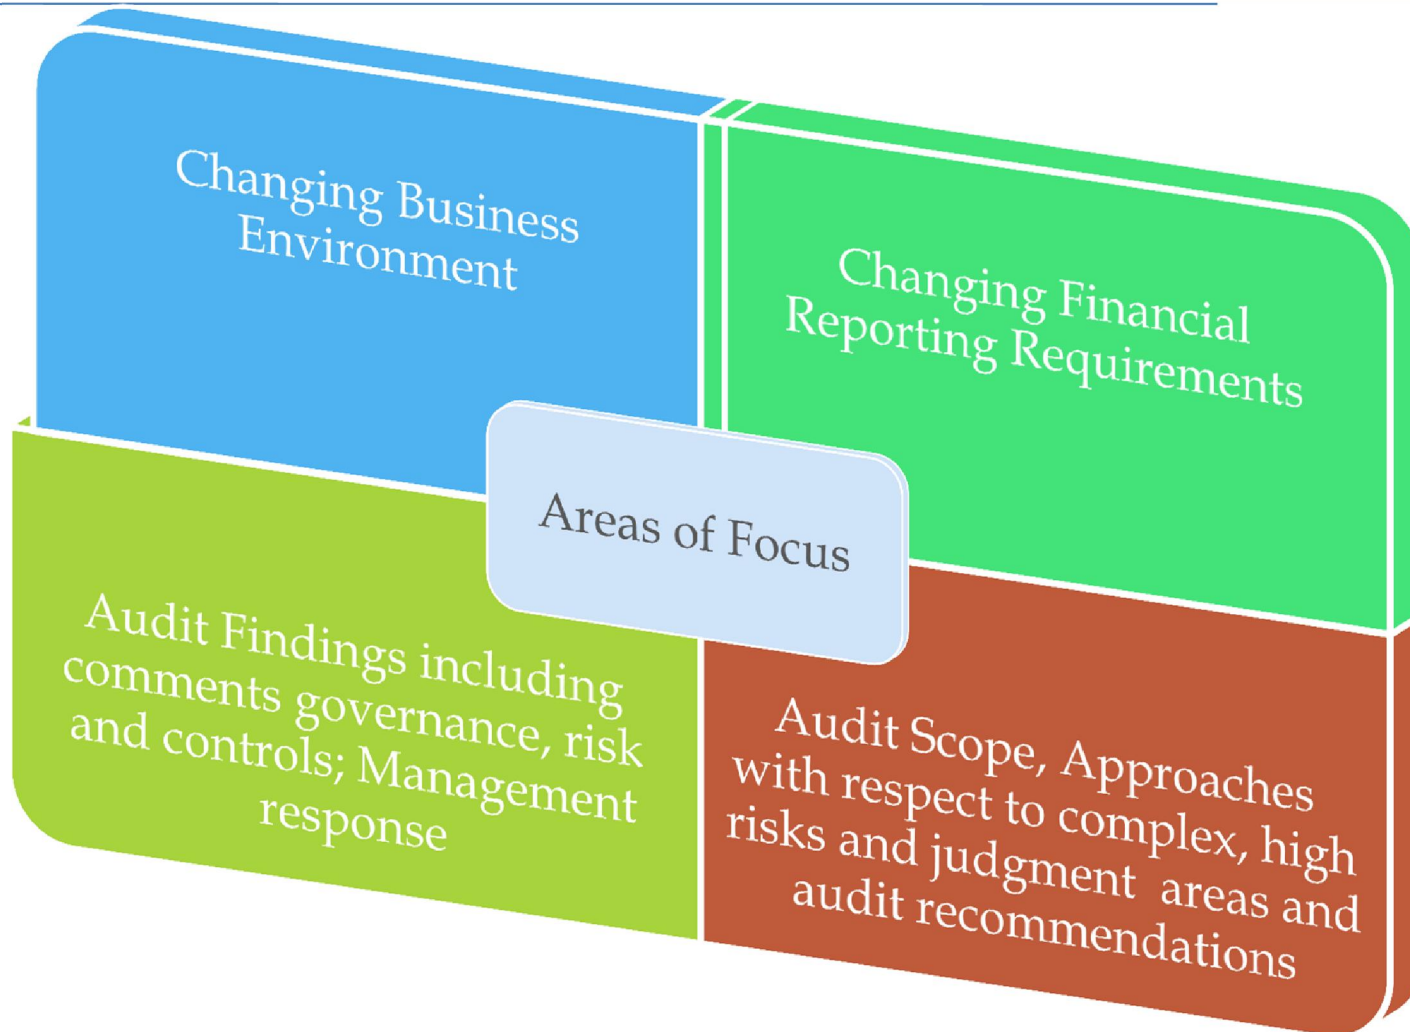 Changing Business
Environment
Changing Financial
Reporting Requirements
Areas of Focus
Audit Findings including
comments governance, risk
and controls; Management
response
Audit Scope, Approaches
with respect to complex, high
risks and judgment  areas and
audit recommendations